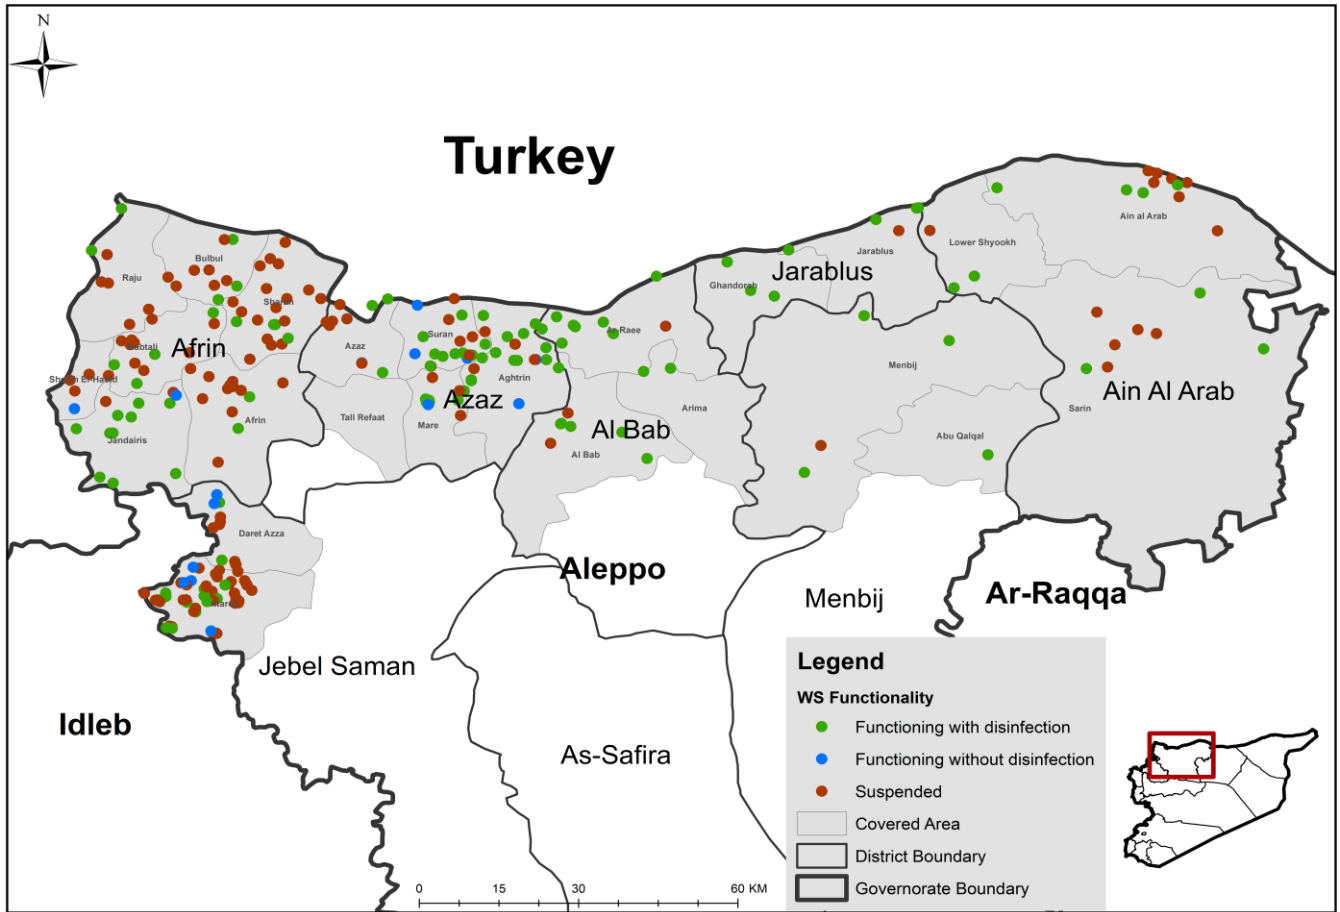 N
Turkey
Ain al Arab
Lower Shyookh
Jarablus
Jarablus
Ghandorah
Bulbul
Raju
Sharan
Afrin
Azaz
Suran
Ar-Raee
Menbij
Aghtrin
Ain Al Arab
Sarin
Azaz
Arima
Tall Refaat
Mare
Al Bab
Al Bab
Abu Qalqal
Afrin
Jandairis
Daret Azza
Aleppo
Ar-Raqqa
Menbij
Jebel Saman
Idleb
As-Safira
Legend
WS Functionality
Functioning with disinfection
Functioning without disinfection
Suspended
Covered Area
District Boundary
Governorate Boundary
0 15 30 60 KM